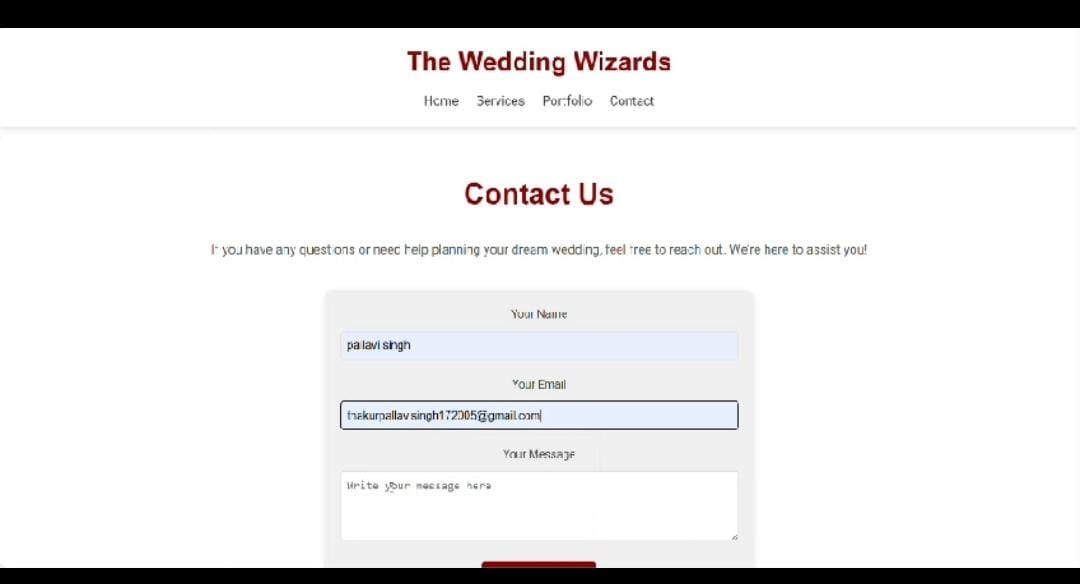 The Wedding Wizards
Home Services Portfolio Contact
Contact Us
If you have any questions or need help planning your dream wedding, feel free to reach out. We're here to assist you!
Your Name
pallavi singh
Your Email
thakurpallavisingh172005@gmail.com
Your Message
Write your message here